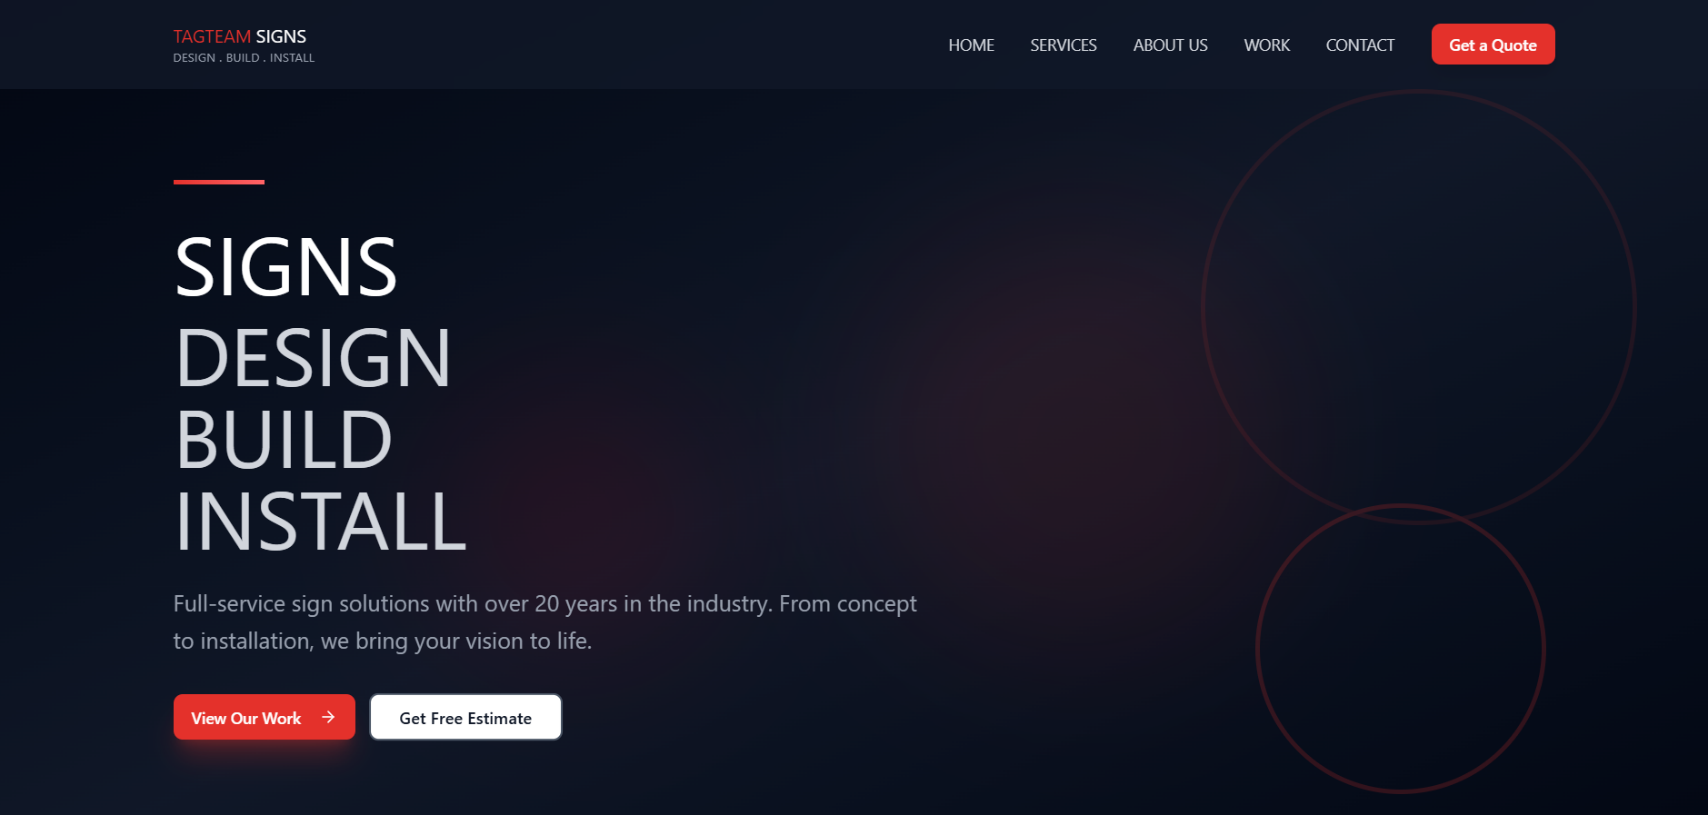 TAGTEAM SIGNS
DESIGN . BUILD . INSTALL
HOME
SERVICES
ABOUT US
WORK
CONTACT
Get a Quote
SIGNS
DESIGN
BUILD
INSTALL
Full-service sign solutions with over 20 years in the industry. From concept
to installation, we bring your vision to life.
View Our Work
Get Free Estimate